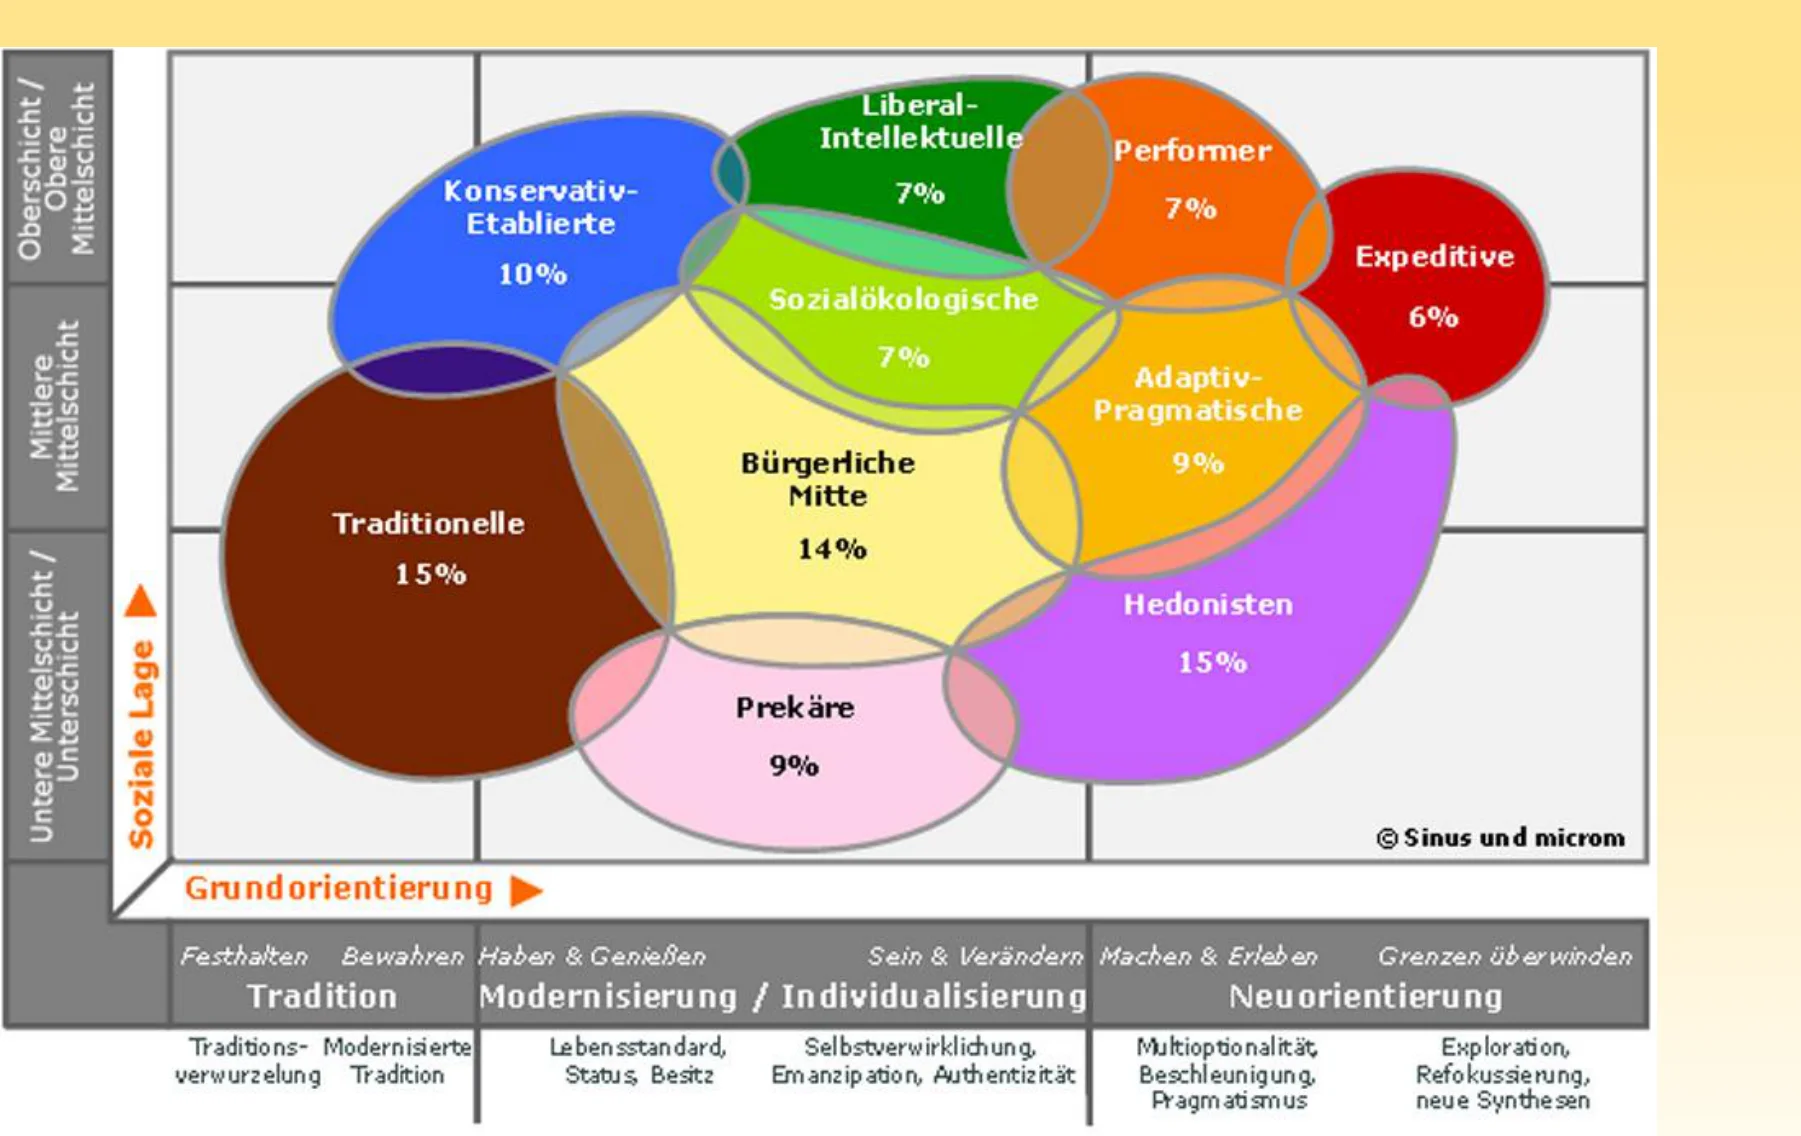 Oberschicht /
Obere
Mittelschicht
Mittlere
Mittelschicht
Untere Mittelschicht /
Unterschicht
Soziale Lage
Liberal-
Intellektuelle
7%
Performer
7%
Konservativ-
Etablierte
10%
Expeditive
6%
Sozialökologische
7%
Adaptiv-
Pragmatische
9%
Bürgerliche
Mitte
14%
Traditionelle
15%
Hedonisten
15%
Prekäre
9%
© Sinus und microm
Grundorientierung
Festhalten Bewahren Haben & Genießen Sein & Verändern Machen & Erleben Grenzen überwinden
Tradition Modernisierung / Individualisierung Neuorientierung
Traditions- Modernisierte Lebensstandard, Selbstverwirklichung, Multioptionalität, Exploration,
verwurzelung Tradition Status, Besitz Emanzipation, Authentizität Beschleunigung, Refokussierung,
Pragmatismus neue Synthesen